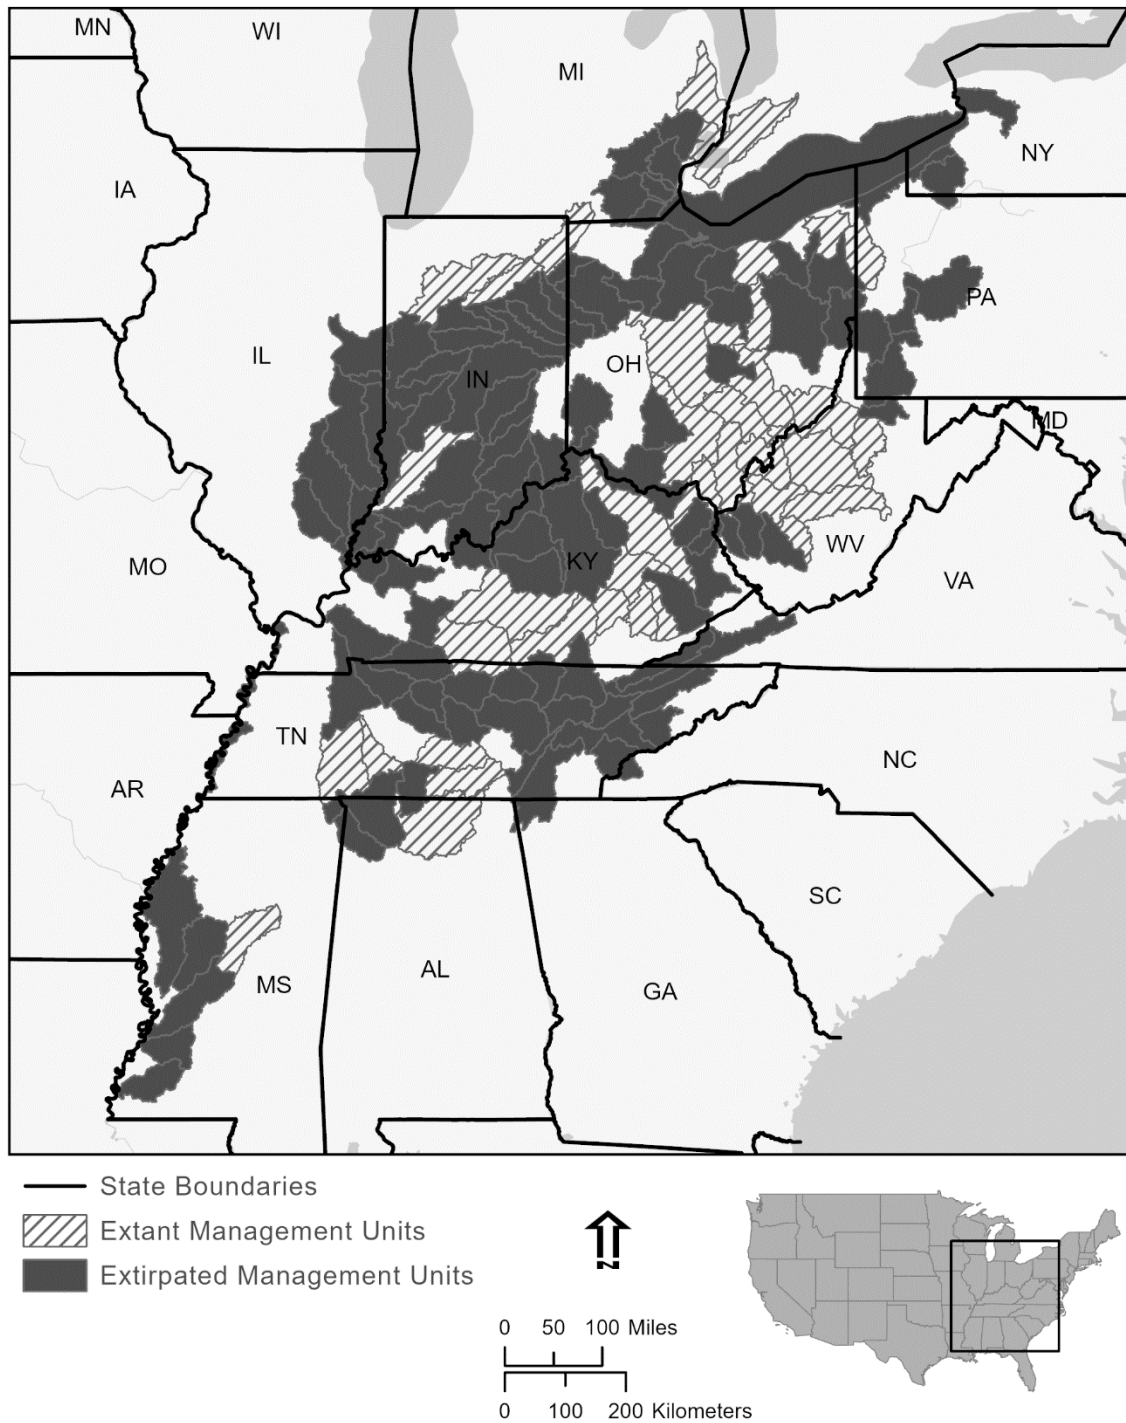 MN
WI
MI
IA
NY
IL
IN
OH
PA
MD
MO
KY
WV
VA
TN
NC
AR
SC
MS
AL
GA
State Boundaries
Extant Management Units
Extirpated Management Units
N
0 50 100 Miles
0 100 200 Kilometers